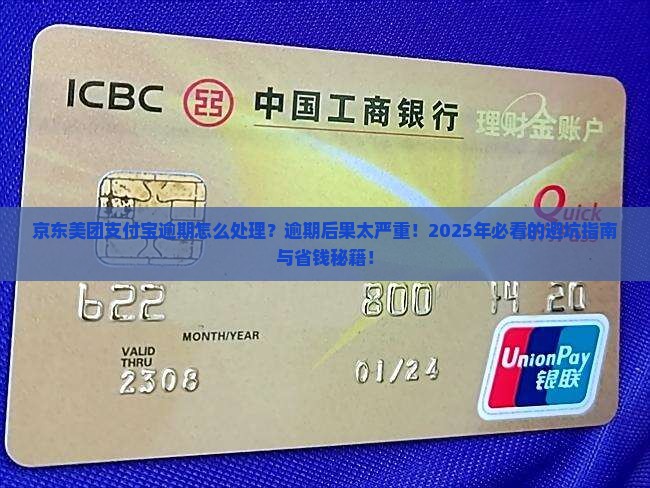 ICBC 中国工商银行
理财金账户
Quick
京东美团支付宝逾期怎么处理？逾期后果太严重！2025年必看的避坑指南
与省钱秘籍！
622 800 20
MONTH/YEAR
VALID
THRU
2308 01/24
UnionPay
银联